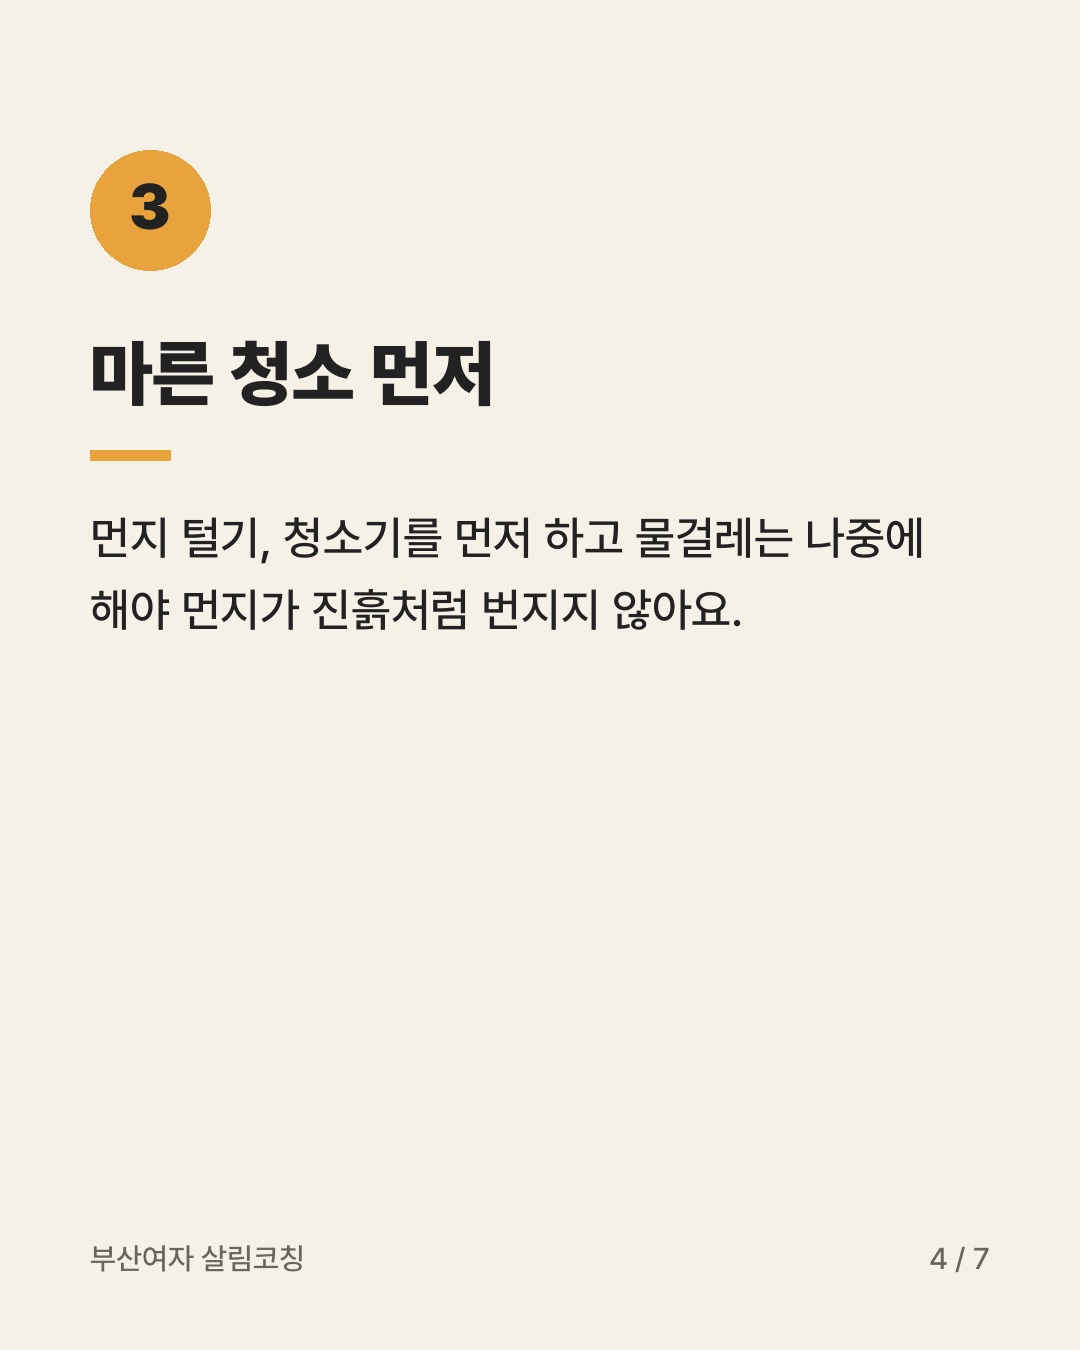 3
마른 청소 먼저
먼지 털기, 청소기를 먼저 하고 물걸레는 나중에
해야 먼지가 진흙처럼 번지지 않아요.
부산여자 살림코칭
4 / 7